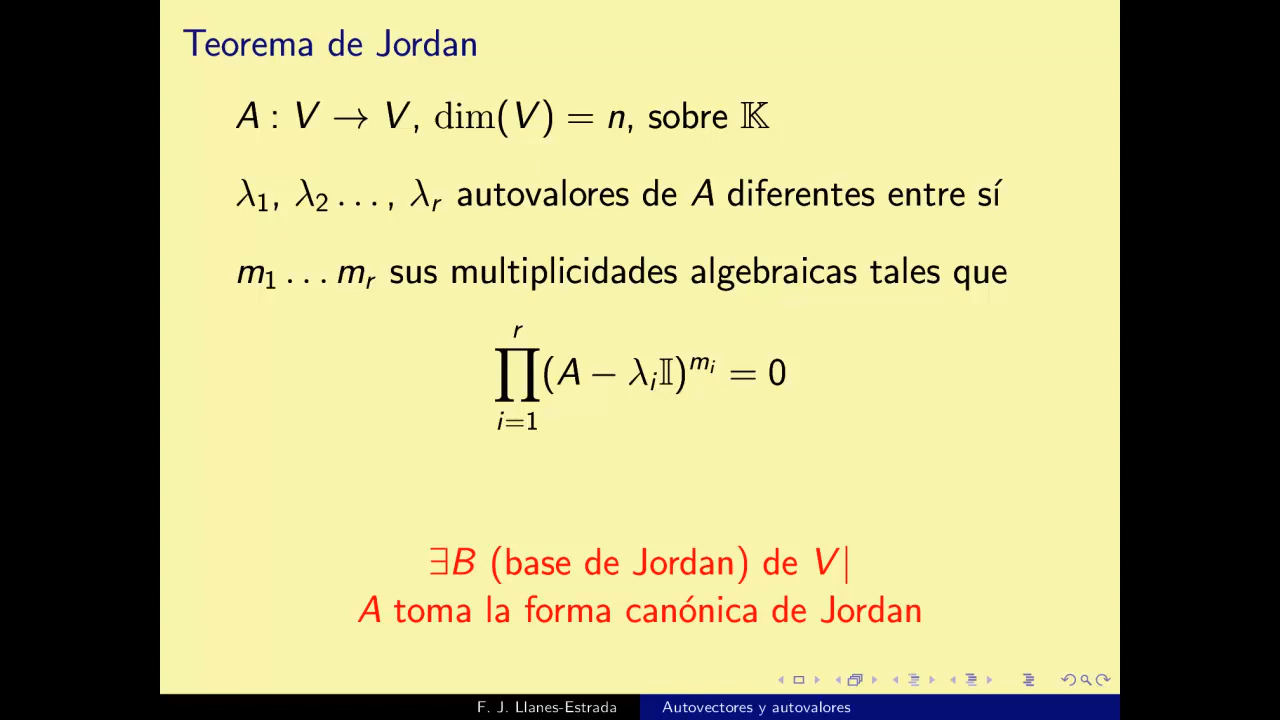 Teorema de Jordan
A : V → V, dim(V) = n, sobre 𝕂
λ₁, λ₂ . . . , λᵣ autovalores de A diferentes entre sí
m₁ . . . mᵣ sus multiplicidades algebraicas tales que
∏_{i=1}^{r} (A − λᵢ𝕀)^{mᵢ} = 0
∃B (base de Jordan) de V|
A toma la forma canónica de Jordan
F. J. Llanes-Estrada
Autovectores y autovalores